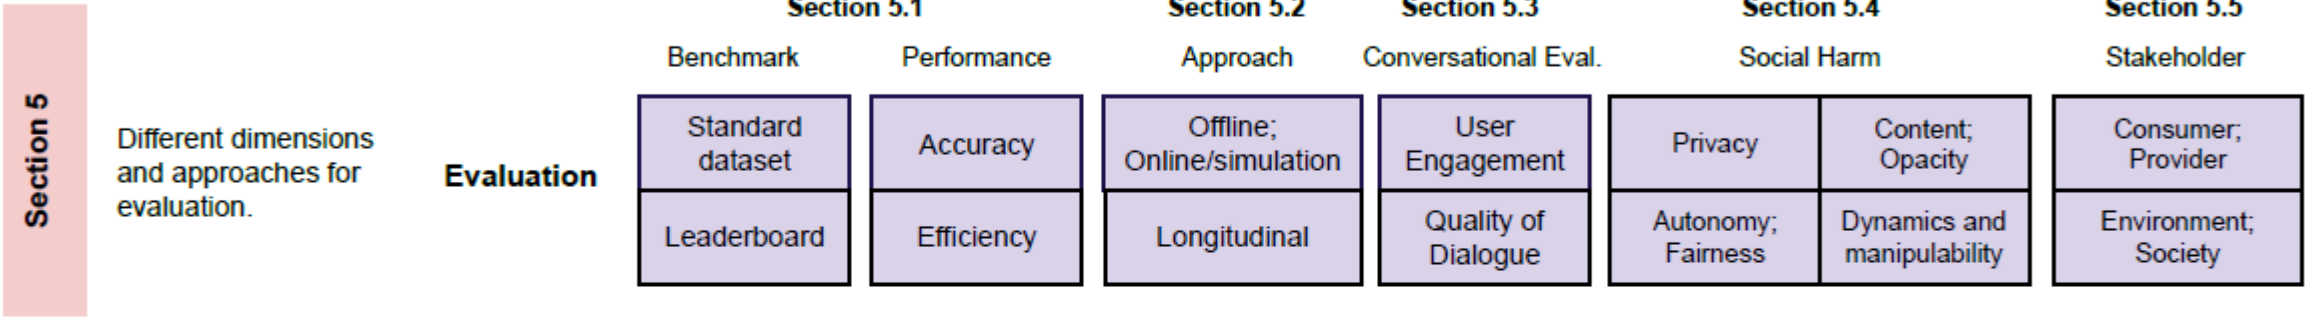 Section 5.1
Section 5.2
Section 5.3
Section 5.4
Section 5.5
Benchmark
Performance
Approach
Conversational Eval.
Social Harm
Stakeholder
Section 5
Different dimensions
and approaches for
evaluation.
Evaluation
Standard
dataset
Accuracy
Offline;
Online/simulation
User
Engagement
Privacy
Content;
Opacity
Consumer;
Provider
Leaderboard
Efficiency
Longitudinal
Quality of
Dialogue
Autonomy;
Fairness
Dynamics and
manipulability
Environment;
Society